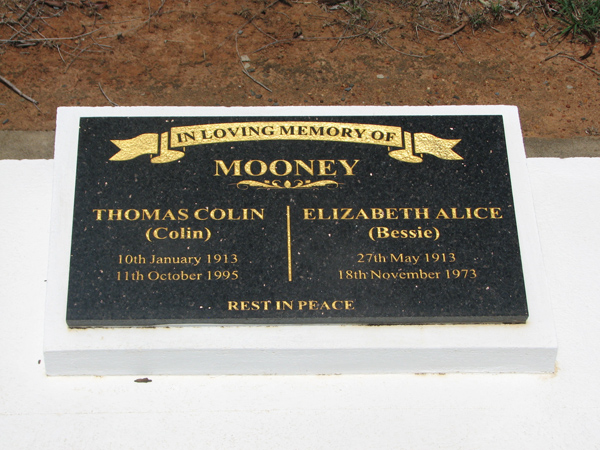 IN LOVING MEMORY OF
MOONEY
THOMAS COLIN
(Colin)
10th January 1913
11th October 1995
ELIZABETH ALICE
(Bessie)
27th May 1913
18th November 1973
REST IN PEACE